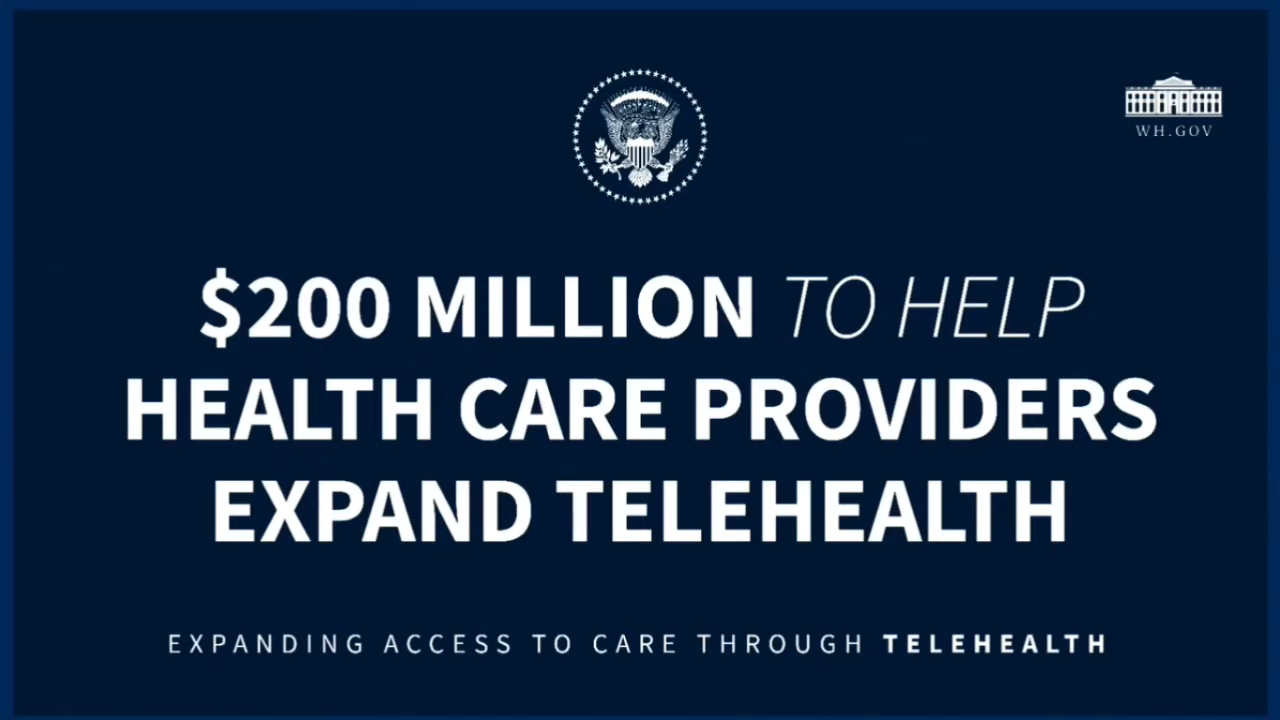 WH.GOV
$200 MILLION TO HELP
HEALTH CARE PROVIDERS
EXPAND TELEHEALTH
EXPANDING ACCESS TO CARE THROUGH TELEHEALTH